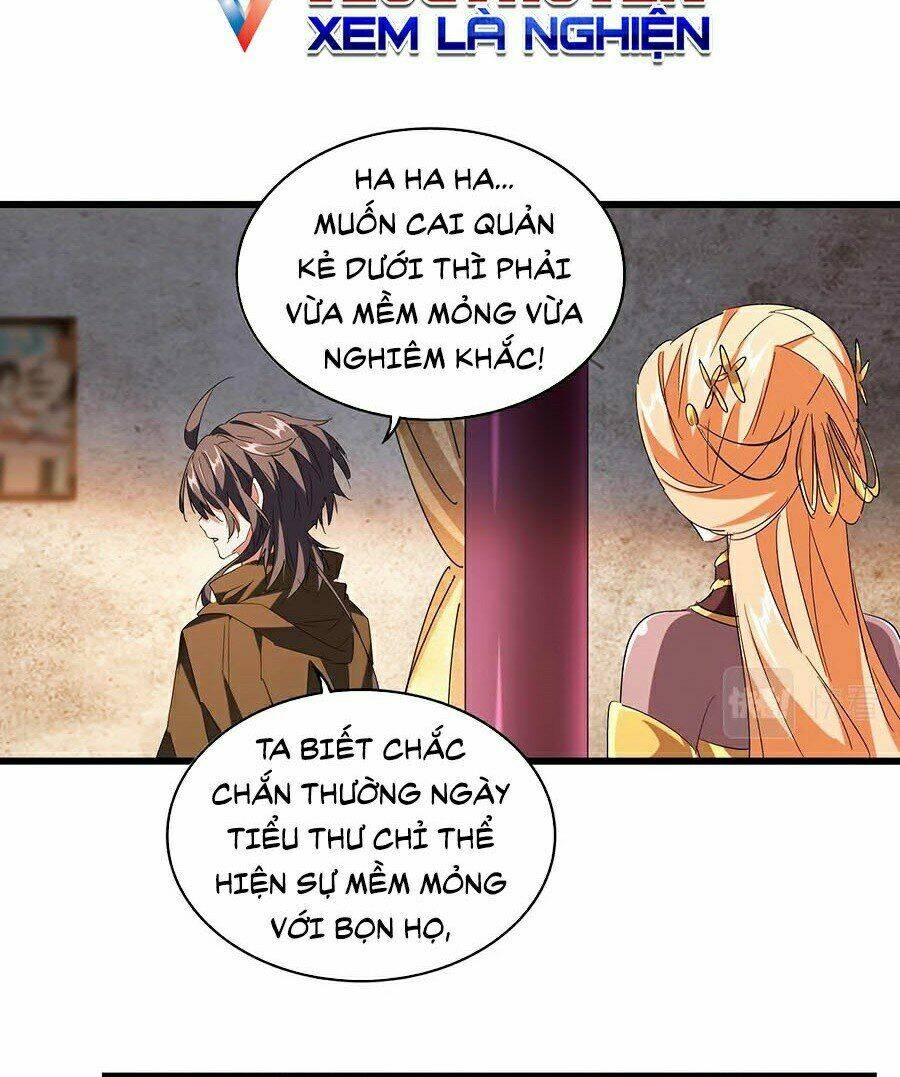 XEM LÀ NGHIỆN
HA HA HA...
MUỐN CAI QUẢN
KẺ DƯỚI THÌ PHẢI
VỪA MỀM MỎNG VỪA
NGHIÊM KHẮC!
TA BIẾT CHẮC
CHẮN THƯỜNG NGÀY
TIỂU THƯ CHỈ THỂ
HIỆN SỰ MỀM MỎNG
VỚI BỌN HỌ,